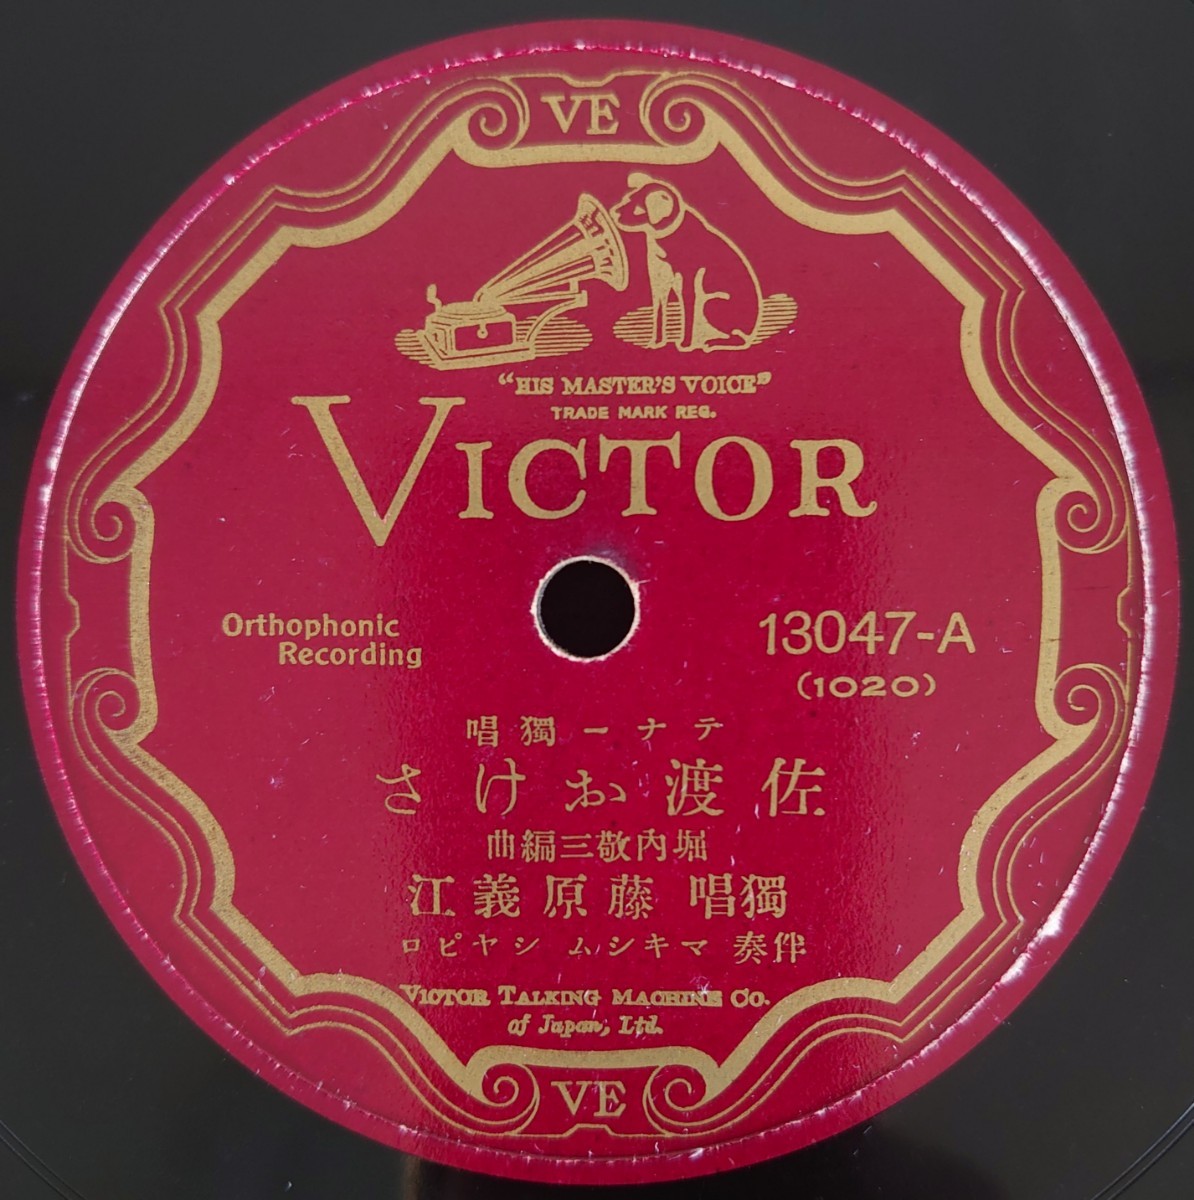 VE
"HIS MASTER'S VOICE"
TRADE MARK REG.
VICTOR
Orthophonic
Recording
13047-A
(1020)
テナー獨唱
佐渡おけさ
堀内敬三編曲
獨唱 藤原義江
伴奏 マキシム シヤピロ
VICTOR TALKING MACHINE CO.
of Japan, Ltd.
VE